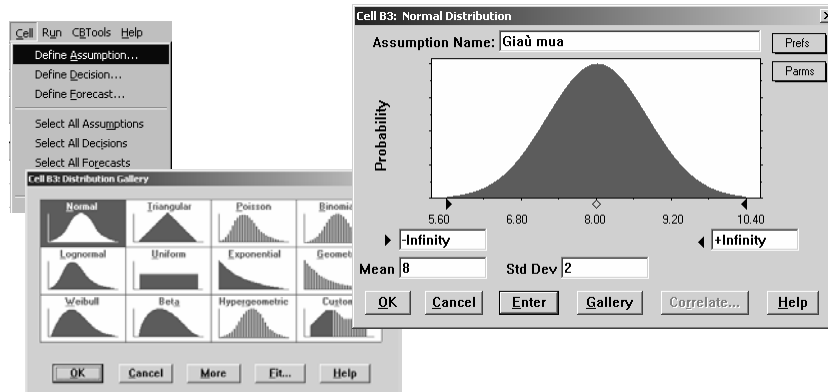 Cell Run CBTools Help
Define Assumption...
Define Decision...
Define Forecast...
Select All Assumptions
Select All Decisions
Select All Forecasts
Cell B3: Distribution Gallery
Normal Triangular Poisson Binomia
Lognormal Uniform Exponential Geomet
Weibull Beta Hypergeometric Custom
OK Cancel More Fit... Help
Cell B3: Normal Distribution
Assumption Name: Giaù mua
Prefs
Parms
Probability
5.60 6.80 8.00 9.20 10.40
-Infinity +Infinity
Mean 8 Std Dev 2
OK Cancel Enter Gallery Correlate... Help